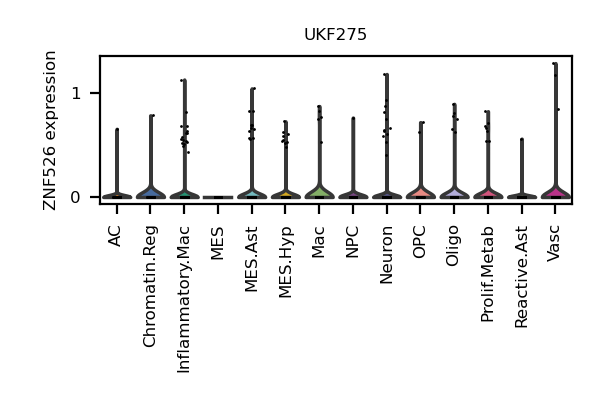 UKF275
ZNF526 expression
1
0
AC
Chromatin.Reg
Inflammatory.Mac
MES
MES.Ast
MES.Hyp
Mac
NPC
Neuron
OPC
Oligo
Prolif.Metab
Reactive.Ast
Vasc